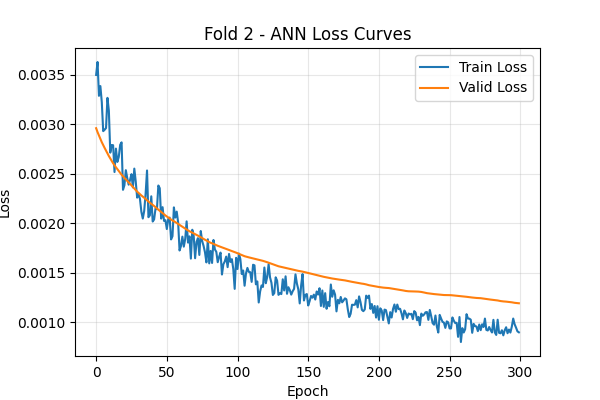 Fold 2 - ANN Loss Curves
Train Loss
Valid Loss
Loss
0.0035
0.0030
0.0025
0.0020
0.0015
0.0010
0 50 100 150 200 250 300
Epoch